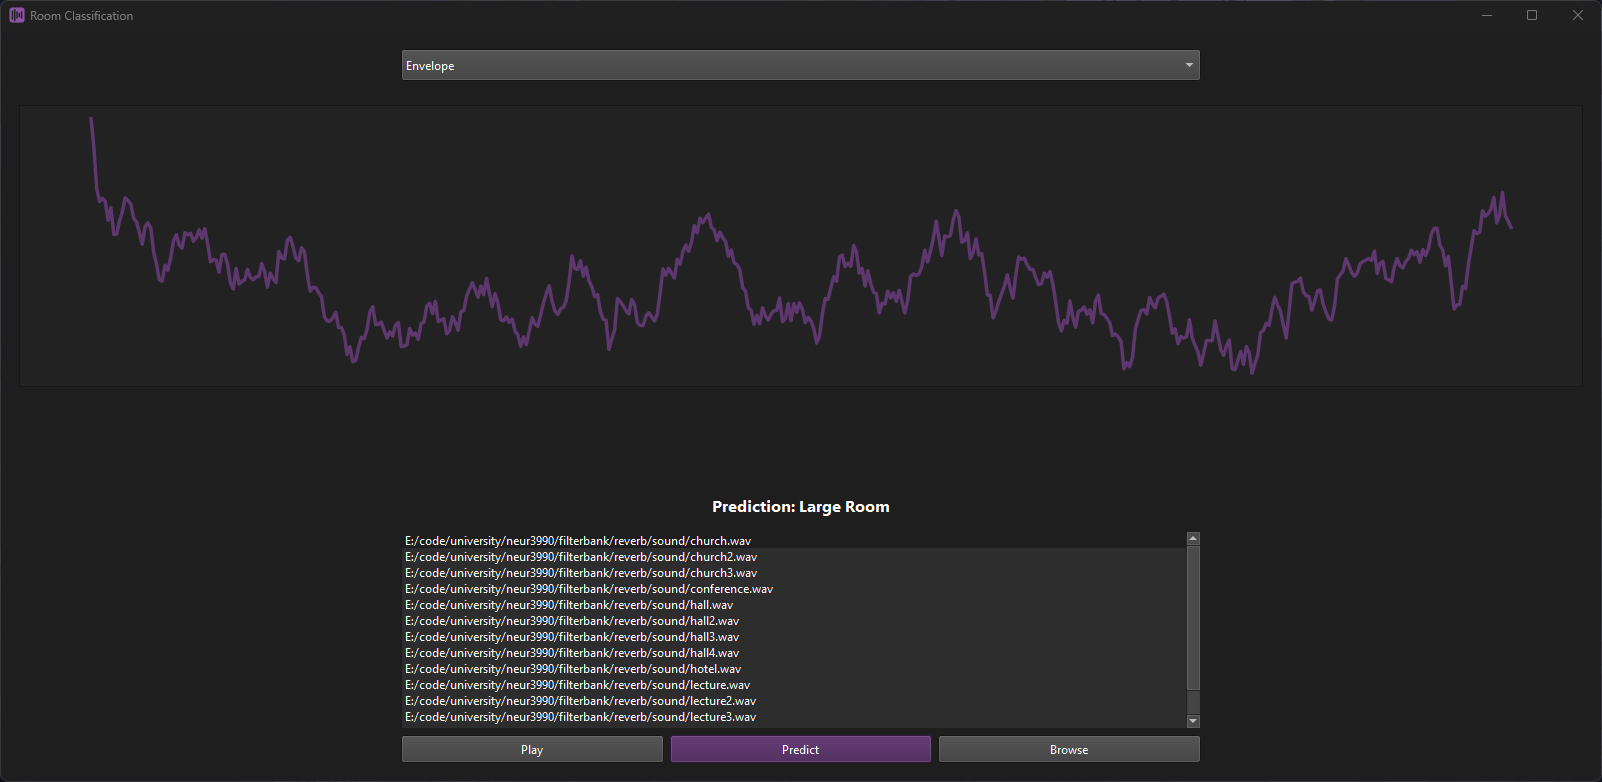 Room Classification
Envelope
Prediction: Large Room
E:/code/university/neur3990/filterbank/reverb/sound/church.wav
E:/code/university/neur3990/filterbank/reverb/sound/church2.wav
E:/code/university/neur3990/filterbank/reverb/sound/church3.wav
E:/code/university/neur3990/filterbank/reverb/sound/conference.wav
E:/code/university/neur3990/filterbank/reverb/sound/hall.wav
E:/code/university/neur3990/filterbank/reverb/sound/hall2.wav
E:/code/university/neur3990/filterbank/reverb/sound/hall3.wav
E:/code/university/neur3990/filterbank/reverb/sound/hall4.wav
E:/code/university/neur3990/filterbank/reverb/sound/hotel.wav
E:/code/university/neur3990/filterbank/reverb/sound/lecture.wav
E:/code/university/neur3990/filterbank/reverb/sound/lecture2.wav
E:/code/university/neur3990/filterbank/reverb/sound/lecture3.wav
Play
Predict
Browse